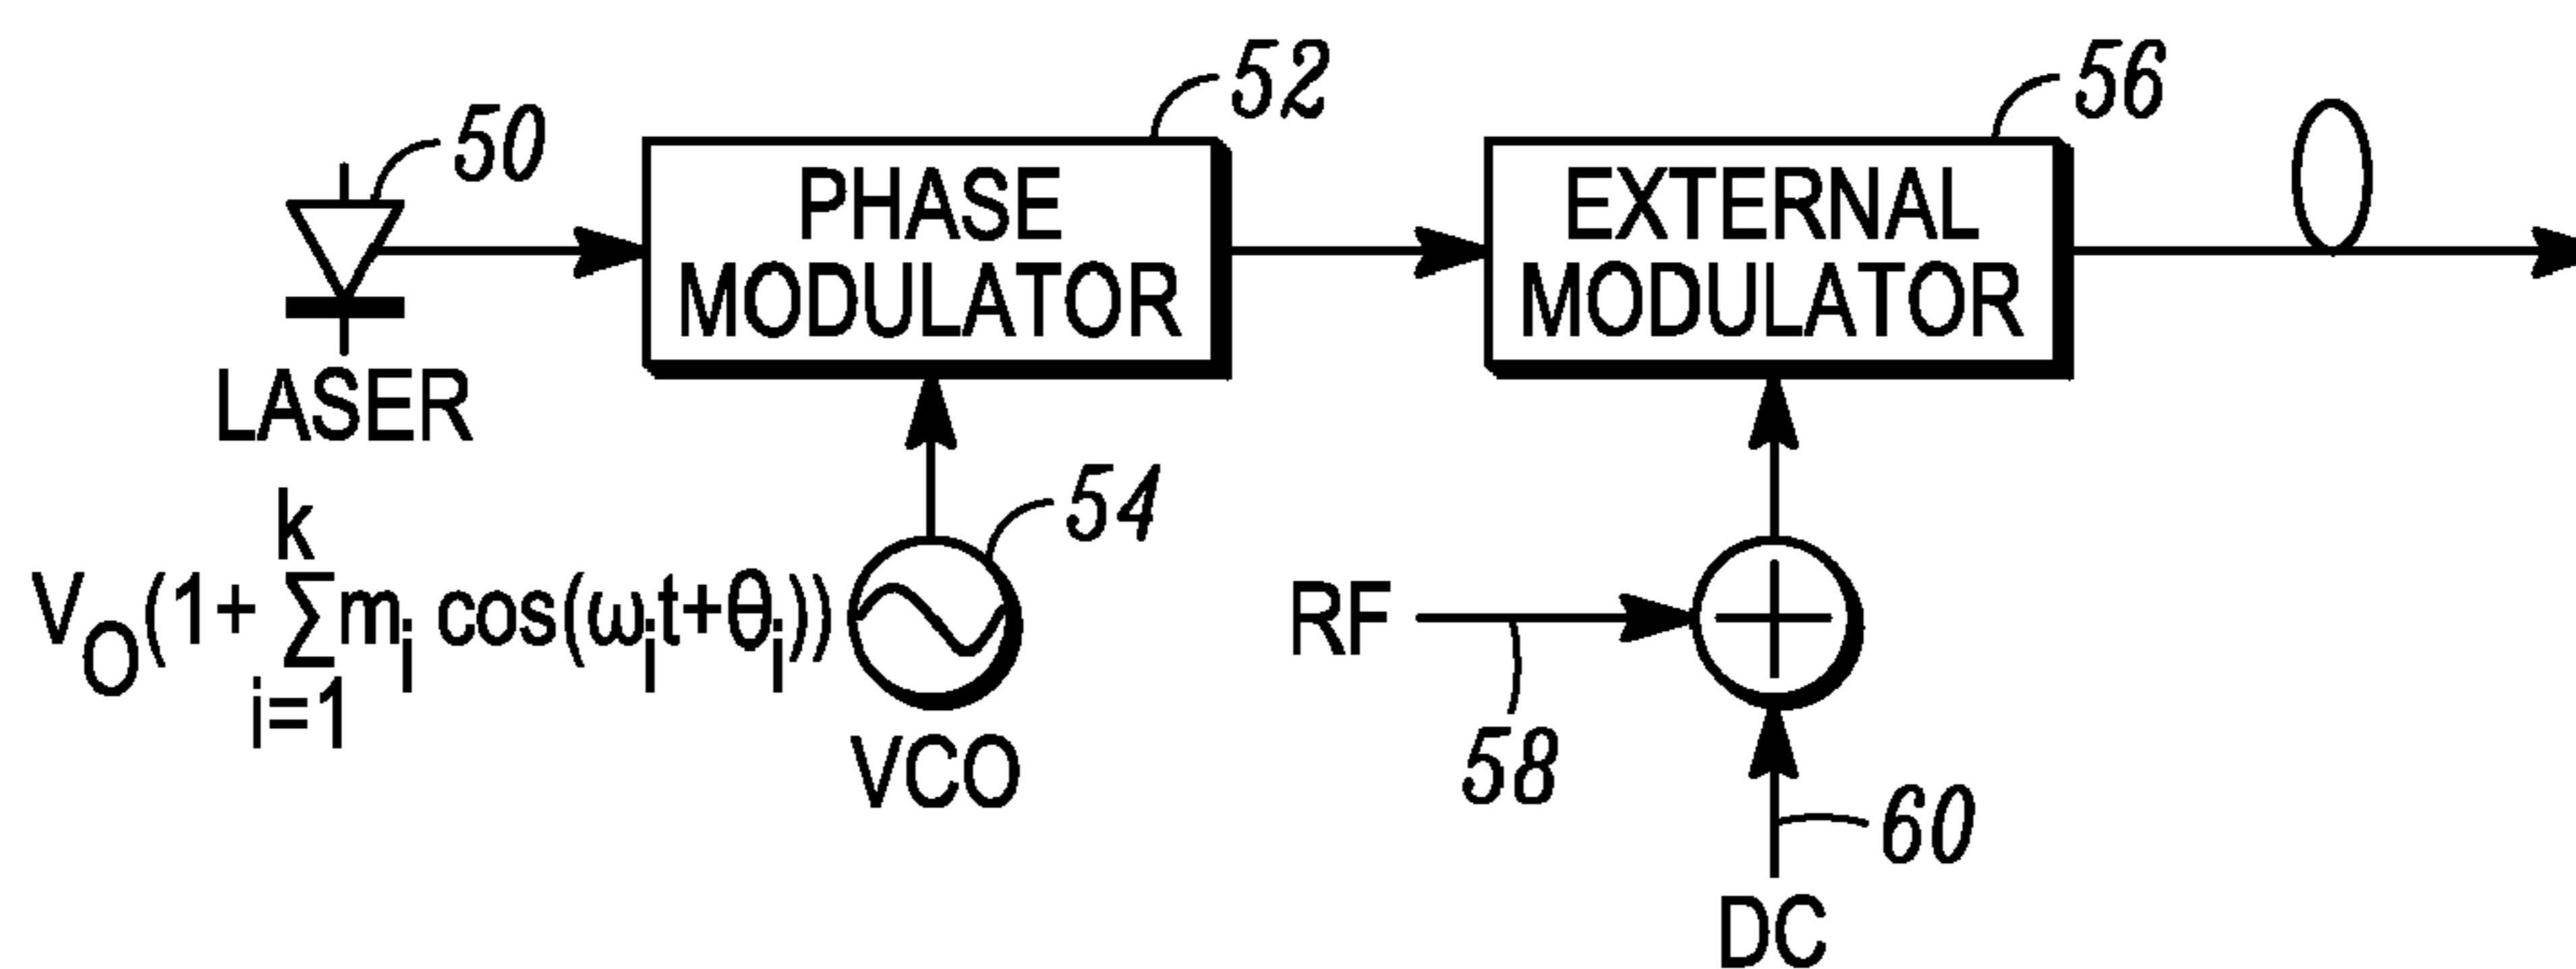 52
56
50
PHASE
MODULATOR
EXTERNAL
MODULATOR
LASER
54
V_O(1+ \sum_{i=1}^{k} m_i cos(ω_i t+θ_i))
RF
58
VCO
60
DC